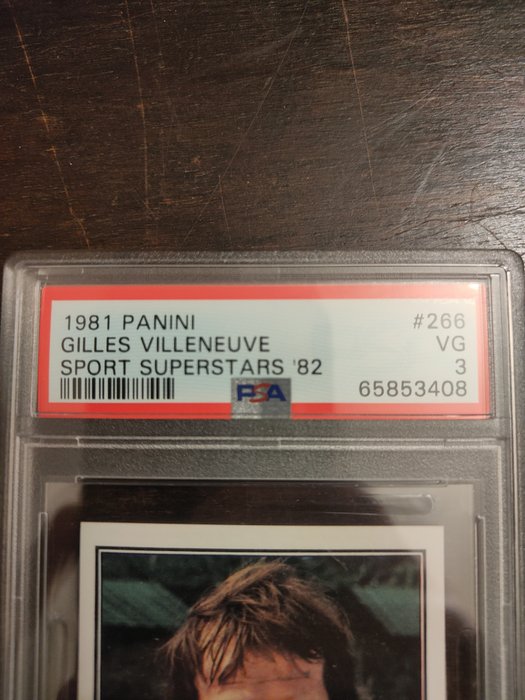 1981 PANINI #266
GILLES VILLENEUVE VG
SPORT SUPERSTARS '82 3
PSA 65853408